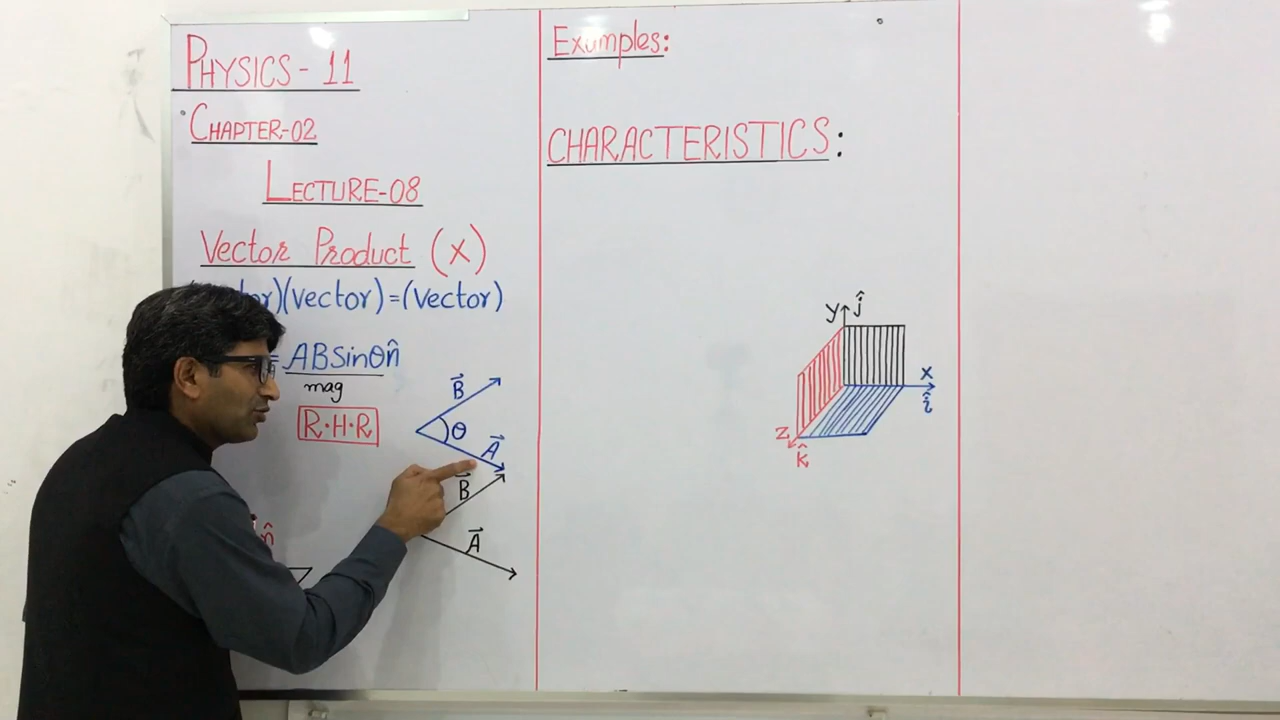 PHYSICS - 11
CHAPTER-02
LECTURE-08
Vector Product (X)
)(Vector) = (Vector)
= ABSinθn̂
mag
R.H.R
B⃗
θ
A⃗
B⃗
A⃗
n̂
Examples:
CHARACTERISTICS:
y ĵ
x
î
z
k̂